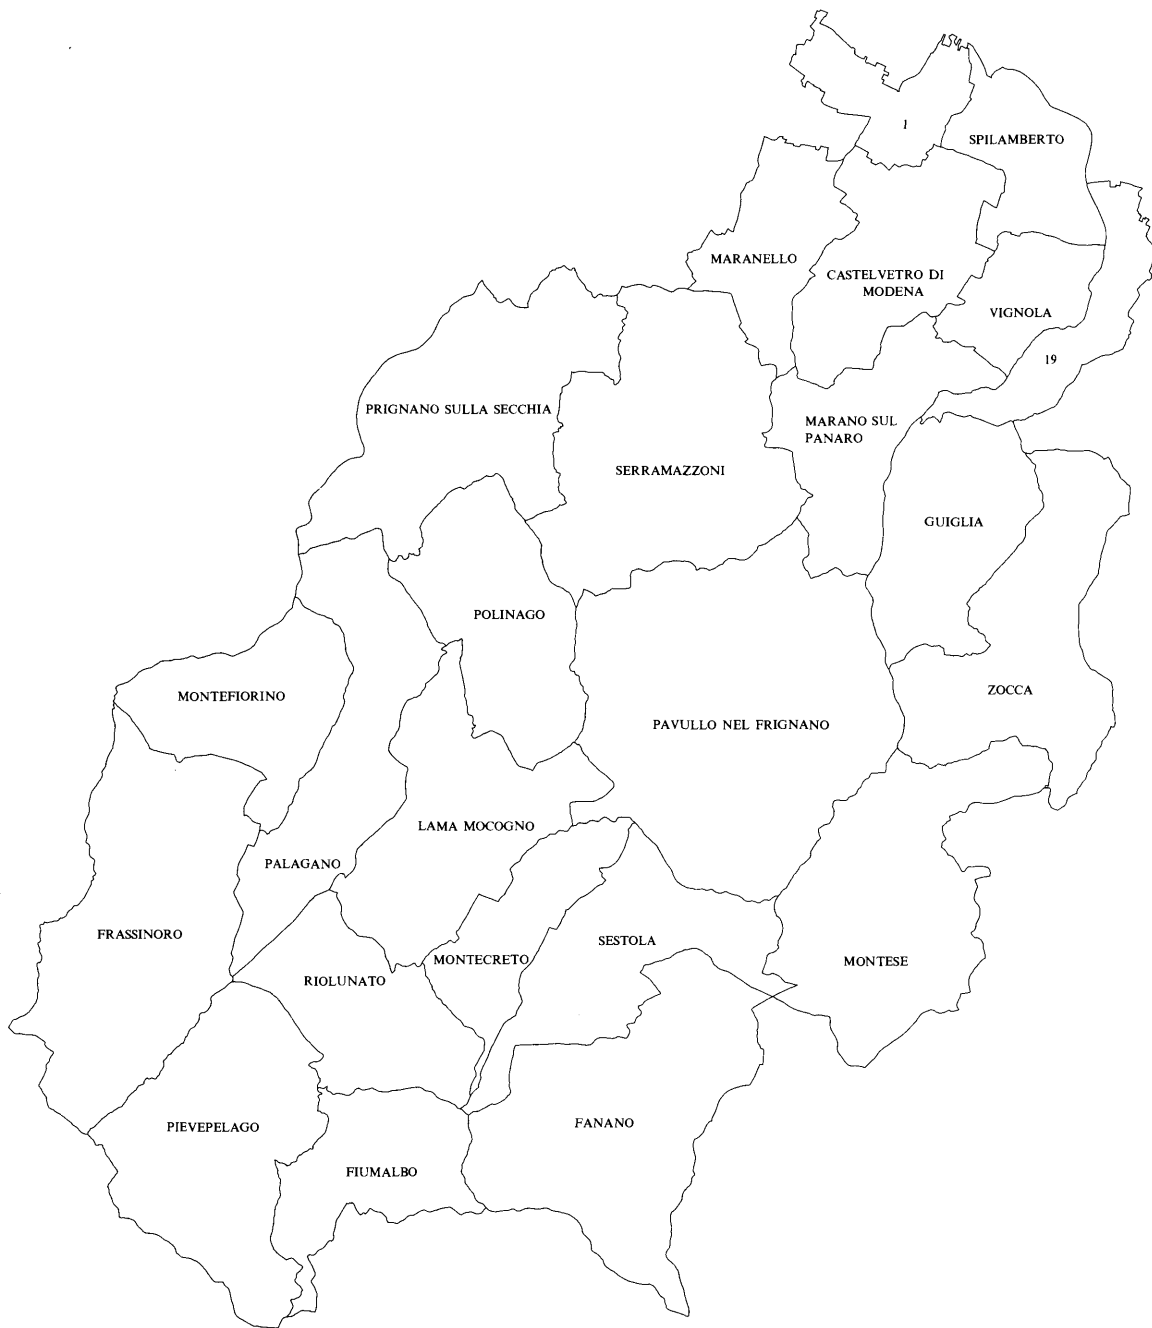 1
SPILAMBERTO
MARANELLO
CASTELVETRO DI
MODENA
VIGNOLA
19
PRIGNANO SULLA SECCHIA
MARANO SUL
PANARO
SERRAMAZZONI
GUIGLIA
POLINAGO
MONTEFIORINO
ZOCCA
PAVULLO NEL FRIGNANO
LAMA MOCOGNO
PALAGANO
FRASSINORO
SESTOLA
MONTECRETO
MONTESE
RIOLUNATO
FANANO
PIEVEPELAGO
FIUMALBO